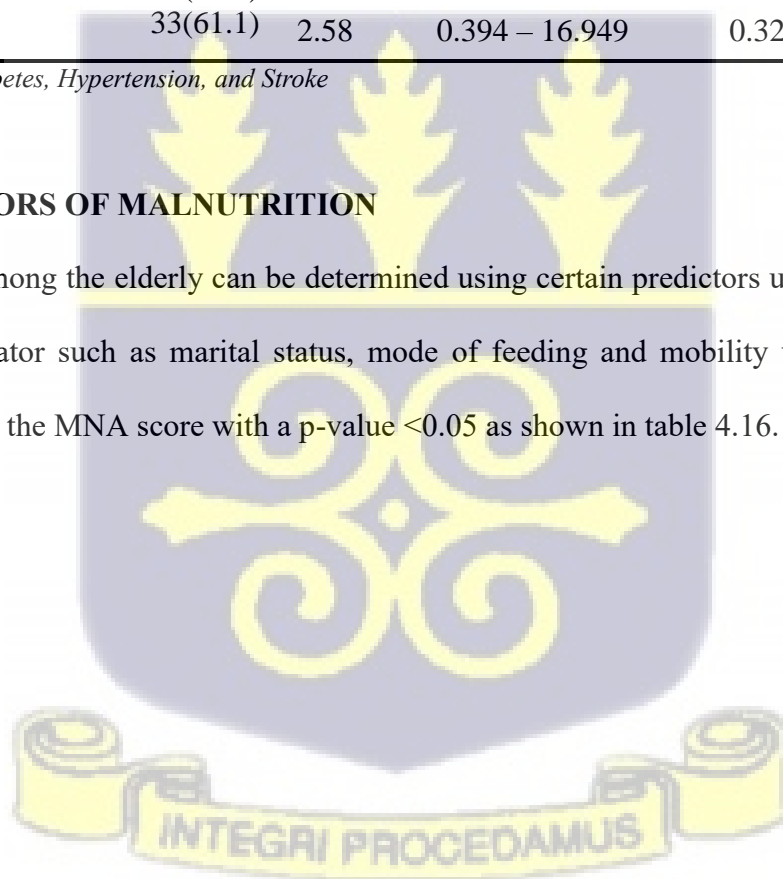 33(61.1) 2.58 0.394 – 16.949 0.32
betes, Hypertension, and Stroke
ORS OF MALNUTRITION
mong the elderly can be determined using certain predictors u
ator such as marital status, mode of feeding and mobility
the MNA score with a p-value <0.05 as shown in table 4.16.
INTEGRI PROCEDAMUS